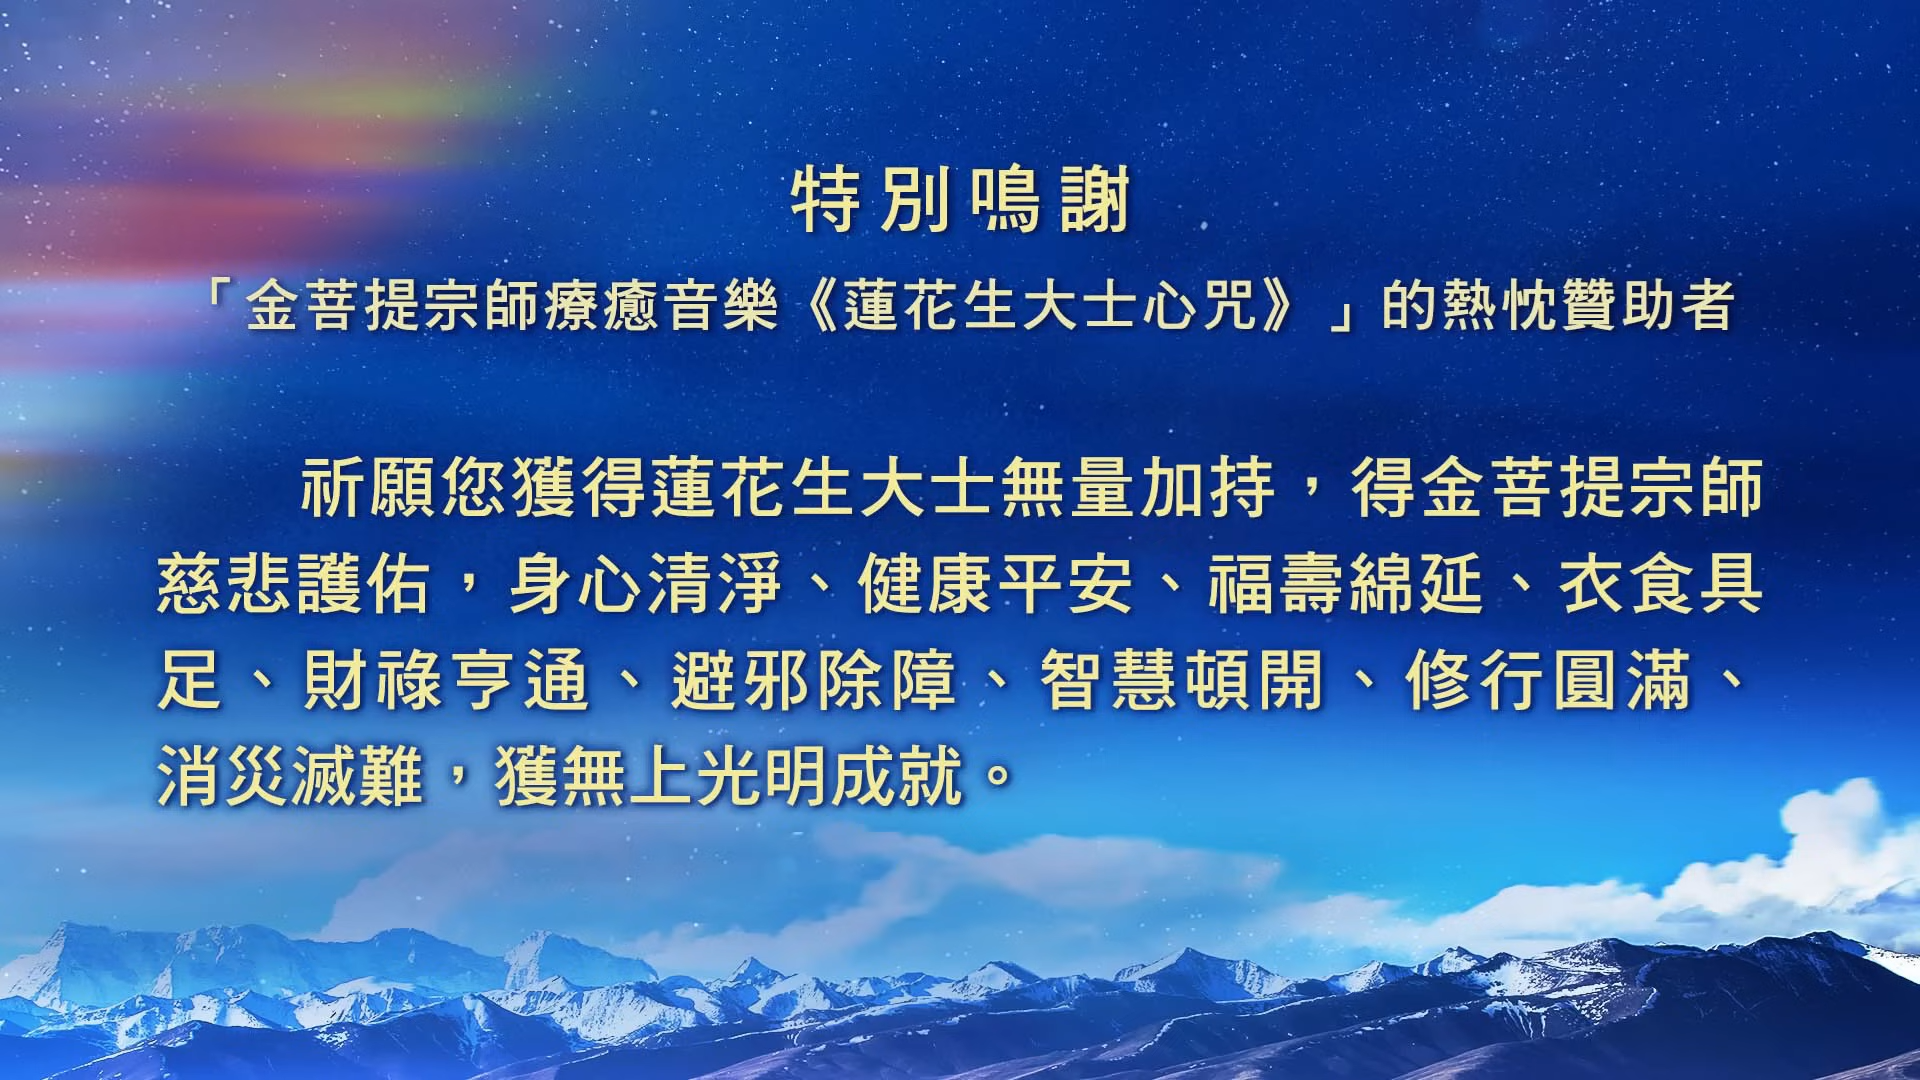 特別鳴謝
「金菩提宗師療癒音樂《蓮花生大士心咒》」的熱忱贊助者
祈願您獲得蓮花生大士無量加持，得金菩提宗師
慈悲護佑，身心清淨、健康平安、福壽綿延、衣食具
足、財祿亨通、避邪除障、智慧頓開、修行圓滿、
消災滅難，獲無上光明成就。